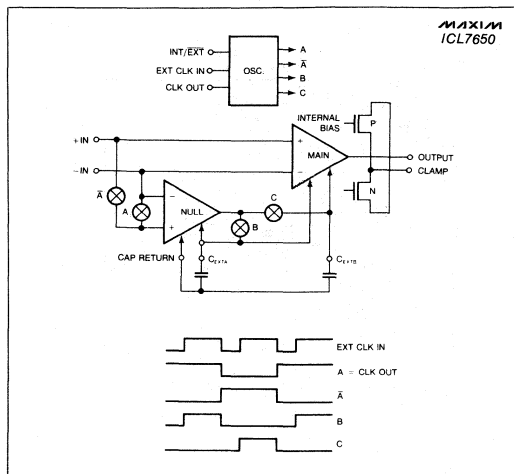 MAXIM
ICL7650
INT/EXT
EXT CLK IN
CLK OUT
OSC.
A
Ā
B
C
INTERNAL
BIAS
P
+IN
+
MAIN
OUTPUT
−IN
−
CLAMP
N
Ā
A
−
NULL
+
C
B
CAP RETURN
CEXTA
CEXTB
EXT CLK IN
A = CLK OUT
Ā
B
C